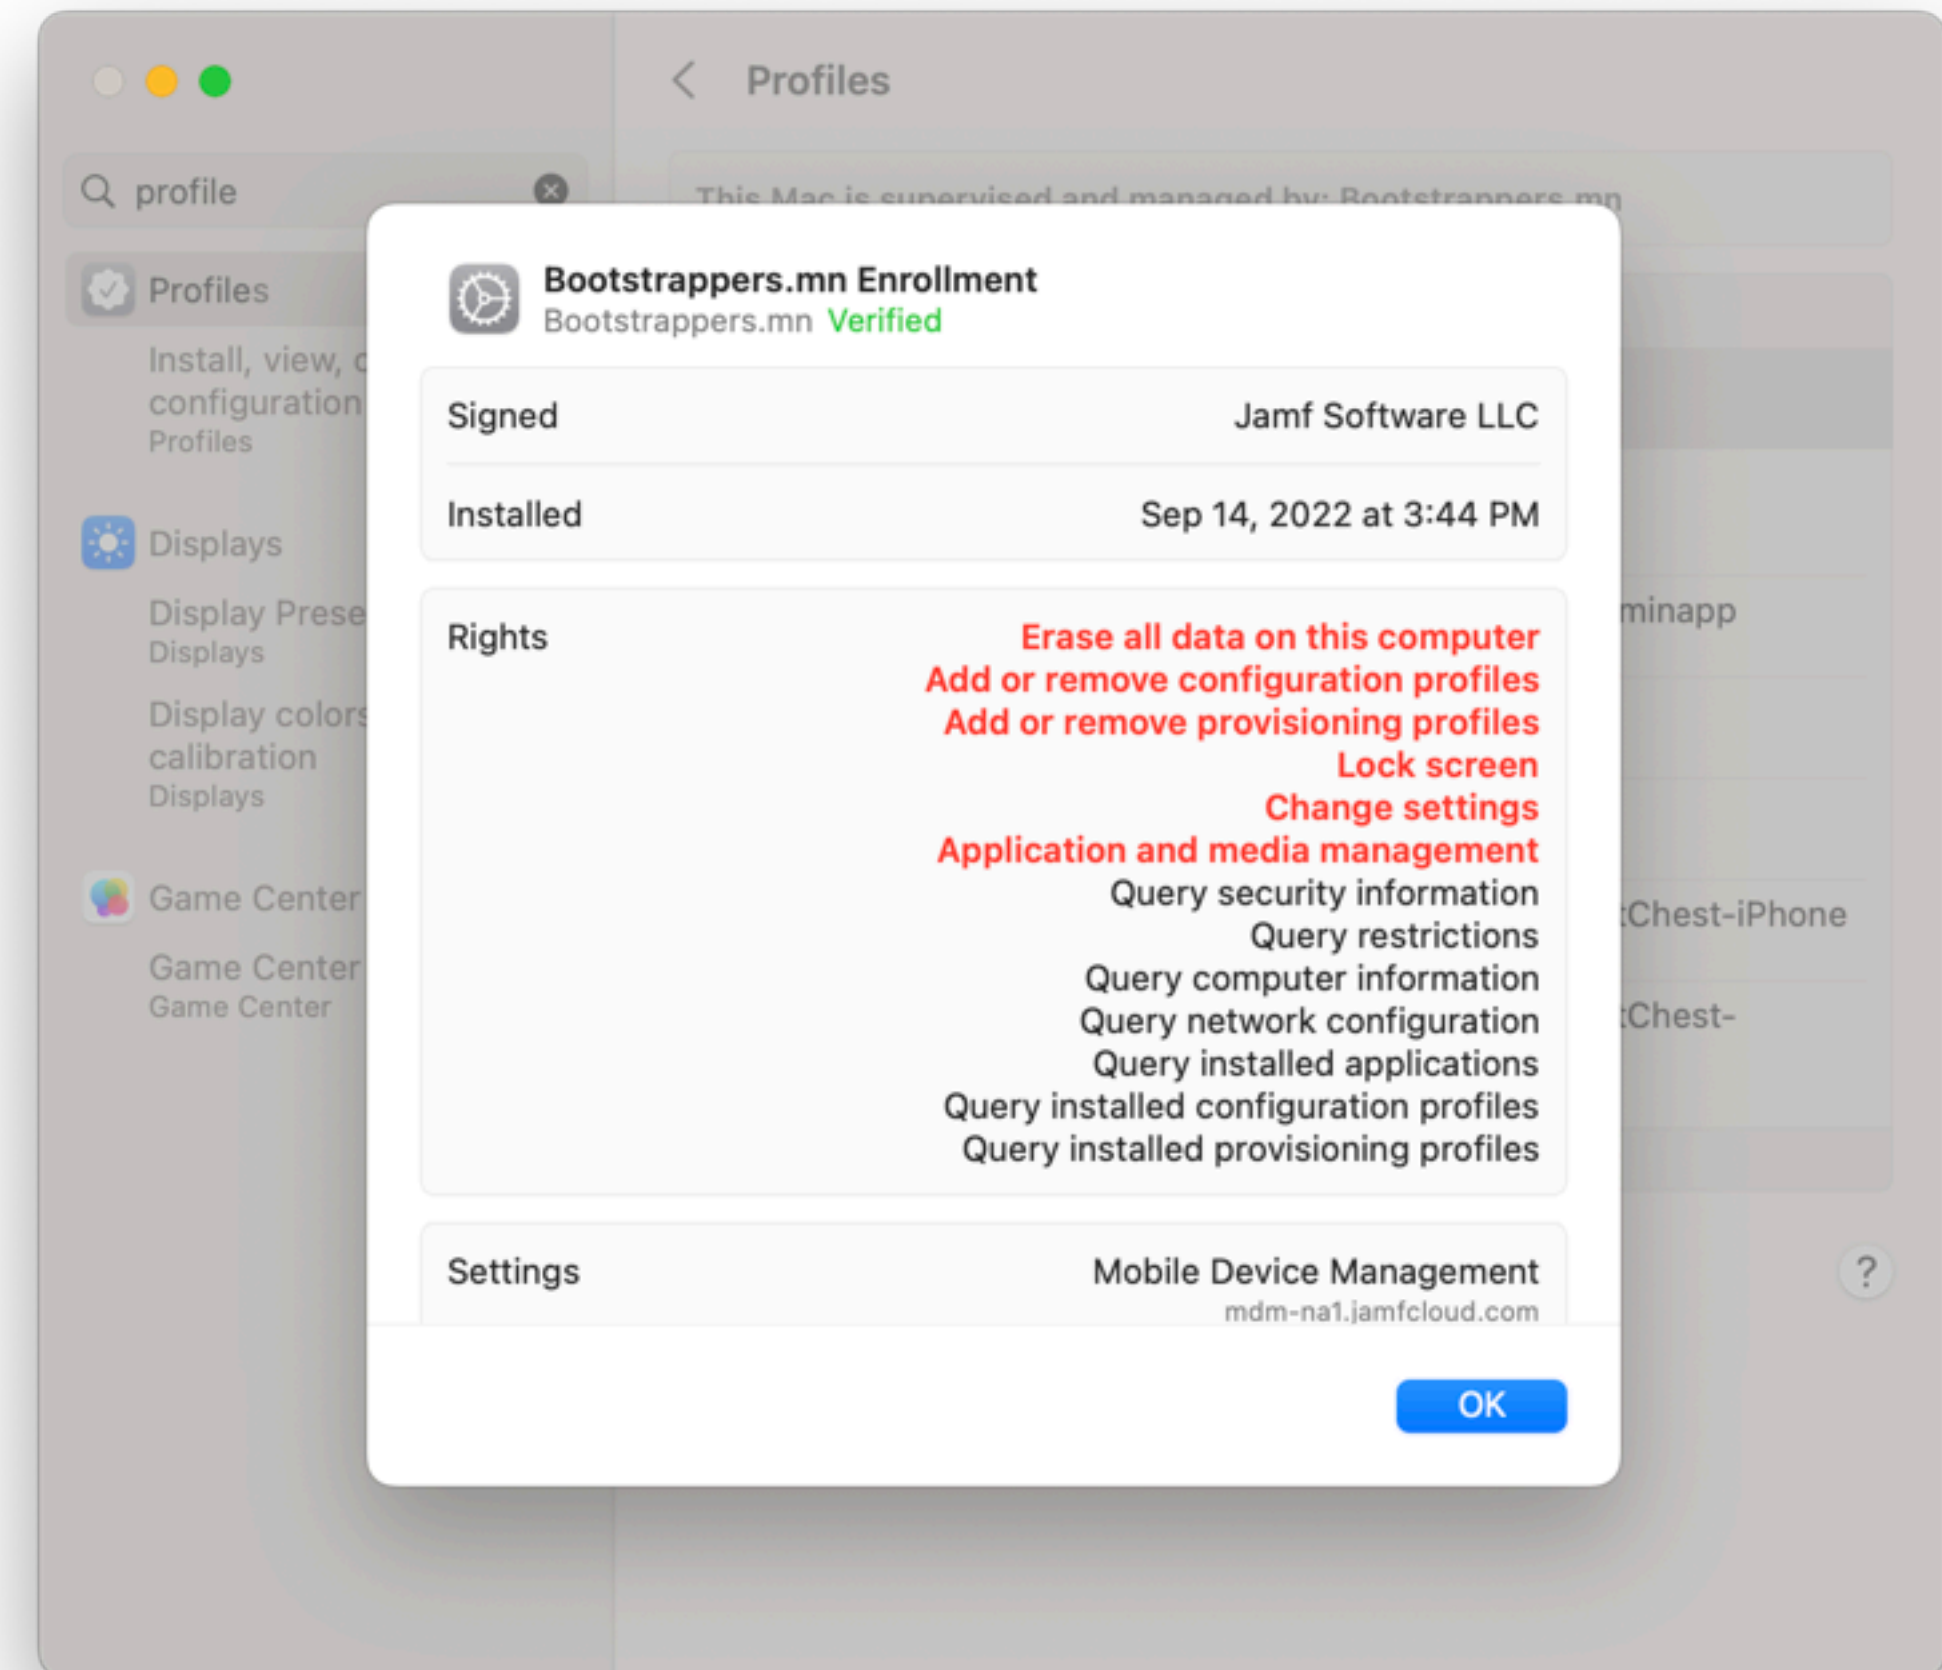 Profiles
profile
This Mac is supervised and managed by: Bootstrappers.mn
Profiles
Install, view,
configuration
Profiles
Displays
Display
Displays
Display colors
calibration
Displays
Game Center
Game Center
Game Center
Bootstrappers.mn Enrollment
Bootstrappers.mn Verified
Signed Jamf Software LLC
Installed Sep 14, 2022 at 3:44 PM
Rights Erase all data on this computer
Add or remove configuration profiles
Add or remove provisioning profiles
Lock screen
Change settings
Application and media management
Query security information
Query restrictions
Query computer information
Query network configuration
Query installed applications
Query installed configuration profiles
Query installed provisioning profiles
Settings Mobile Device Management
mdm-na1.jamfcloud.com
OK
minapp
Chest-iPhone
Chest-
?